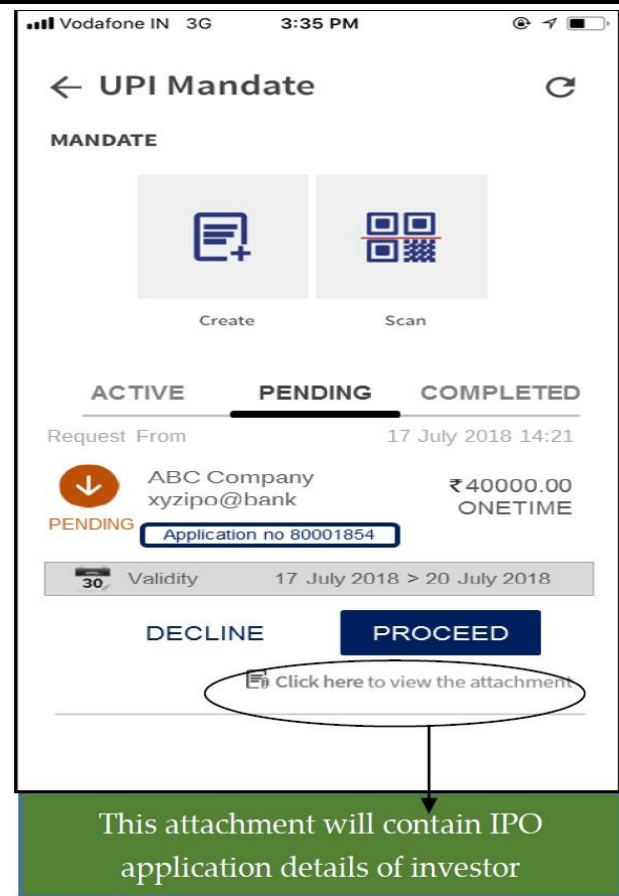 Vodafone IN 3G 3:35 PM
← UPI Mandate
MANDATE
Create Scan
ACTIVE PENDING COMPLETED
Request From 17 July 2018 14:21
ABC Company ₹40000.00
xyzipo@bank ONETIME
PENDING
Application no 80001854
30 Validity 17 July 2018 > 20 July 2018
DECLINE PROCEED
Click here to view the attachment
This attachment will contain IPO
application details of investor